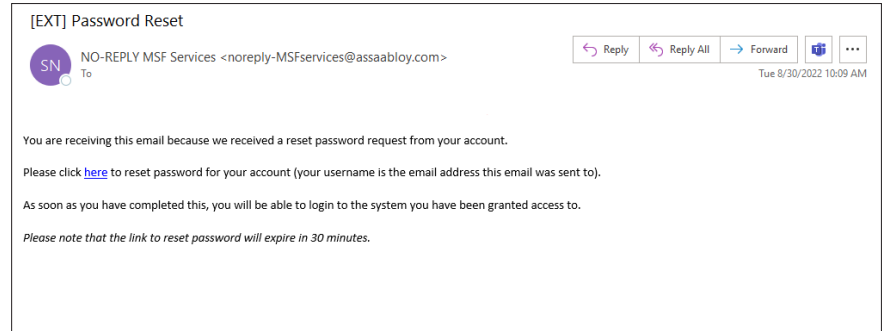 [EXT] Password Reset
SN
NO-REPLY MSF Services <noreply-MSFservices@assaabloy.com>
To
Reply
Reply All
Forward
Tue 8/30/2022 10:09 AM
You are receiving this email because we received a reset password request from your account.
Please click here to reset password for your account (your username is the email address this email was sent to).
As soon as you have completed this, you will be able to login to the system you have been granted access to.
Please note that the link to reset password will expire in 30 minutes.